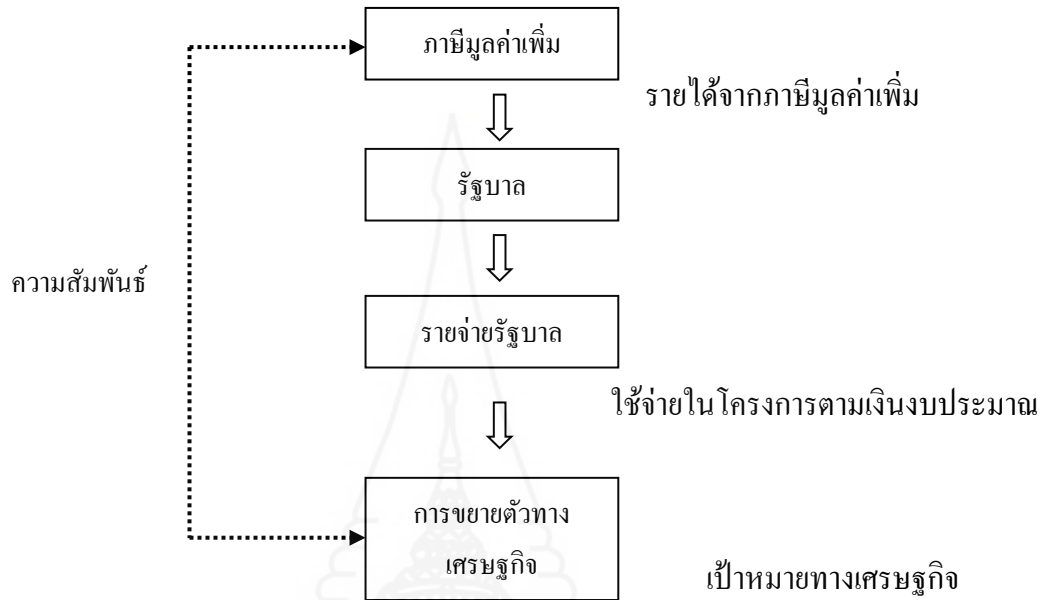 ภาษีมูลค่าเพิ่ม
รายได้จากภาษีมูลค่าเพิ่ม
รัฐบาล
ความสัมพันธ์
รายจ่ายรัฐบาล
ใช้จ่ายในโครงการตามเงินงบประมาณ
การขยายตัวทาง
เศรษฐกิจ
เป้าหมายทางเศรษฐกิจ